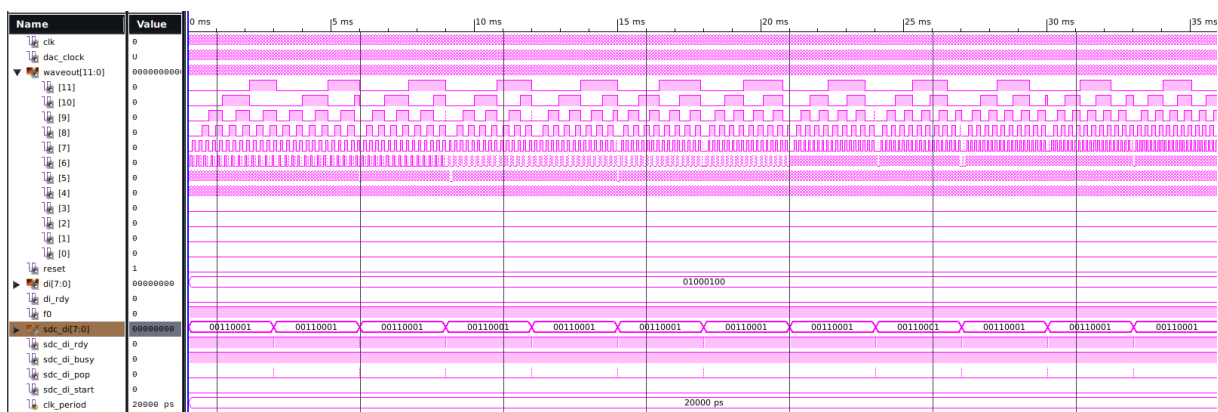 Name Value 0 ms 5 ms 10 ms 15 ms 20 ms 25 ms 30 ms 35 ms
clk 0
dac_clock U
waveout[11:0] 0000000000
[11] 0
[10] 0
[9] 0
[8] 0
[7] 0
[6] 0
[5] 0
[4] 0
[3] 0
[2] 0
[1] 0
[0] 0
reset 1
di[7:0] 00000000 01000100
di_rdy 0
f0 0
sdc_di[7:0] 00000000 00110001 00110001 00110001 00110001 00110001 00110001 00110001 00110001 00110001 00110001 00110001 00110001
sdc_di_rdy 0
sdc_di_busy 0
sdc_di_pop 0
sdc_di_start 0
clk_period 20000 ps 20000 ps